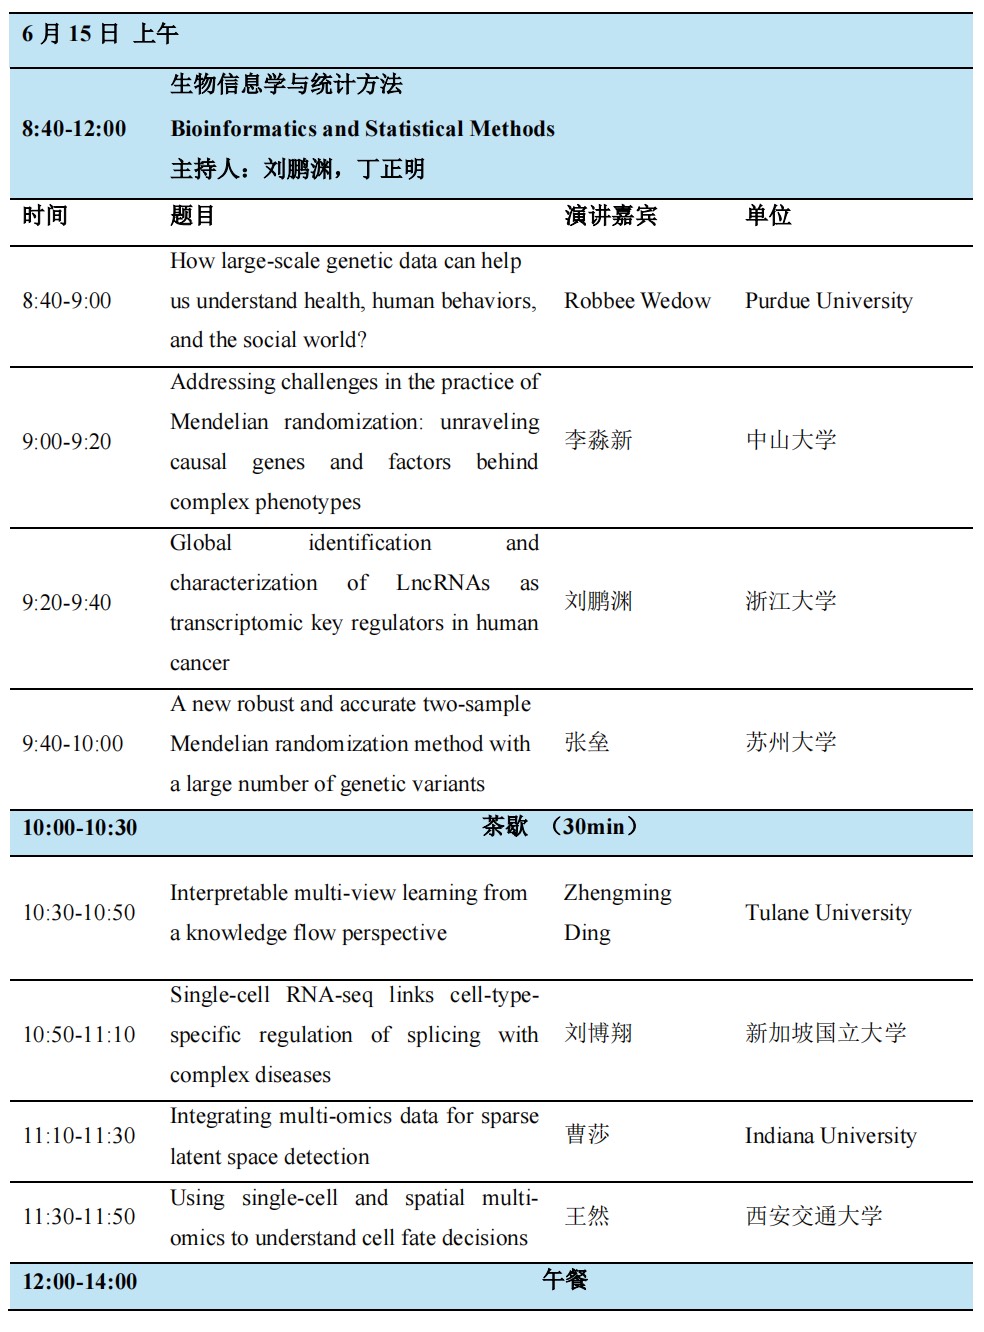 6 月 15 日 上午
生物信息学与统计方法
8:40-12:00 Bioinformatics and Statistical Methods
主持人：刘鹏渊，丁正明
时间 题目 演讲嘉宾 单位
How large-scale genetic data can help
8:40-9:00 us understand health, human behaviors, Robbee Wedow Purdue University
and the social world?
Addressing challenges in the practice of
Mendelian randomization: unraveling
9:00-9:20 李淼新 中山大学
causal genes and factors behind
complex phenotypes
Global identification and
characterization of LncRNAs as
9:20-9:40 刘鹏渊 浙江大学
transcriptomic key regulators in human
cancer
A new robust and accurate two-sample
9:40-10:00 Mendelian randomization method with 张垒 苏州大学
a large number of genetic variants
10:00-10:30 茶歇 （30min）
Interpretable multi-view learning from Zhengming
10:30-10:50 Tulane University
a knowledge flow perspective Ding
Single-cell RNA-seq links cell-type-
10:50-11:10 specific regulation of splicing with 刘博翔 新加坡国立大学
complex diseases
Integrating multi-omics data for sparse
11:10-11:30 曹莎 Indiana University
latent space detection
Using single-cell and spatial multi-
11:30-11:50 王然 西安交通大学
omics to understand cell fate decisions
12:00-14:00 午餐